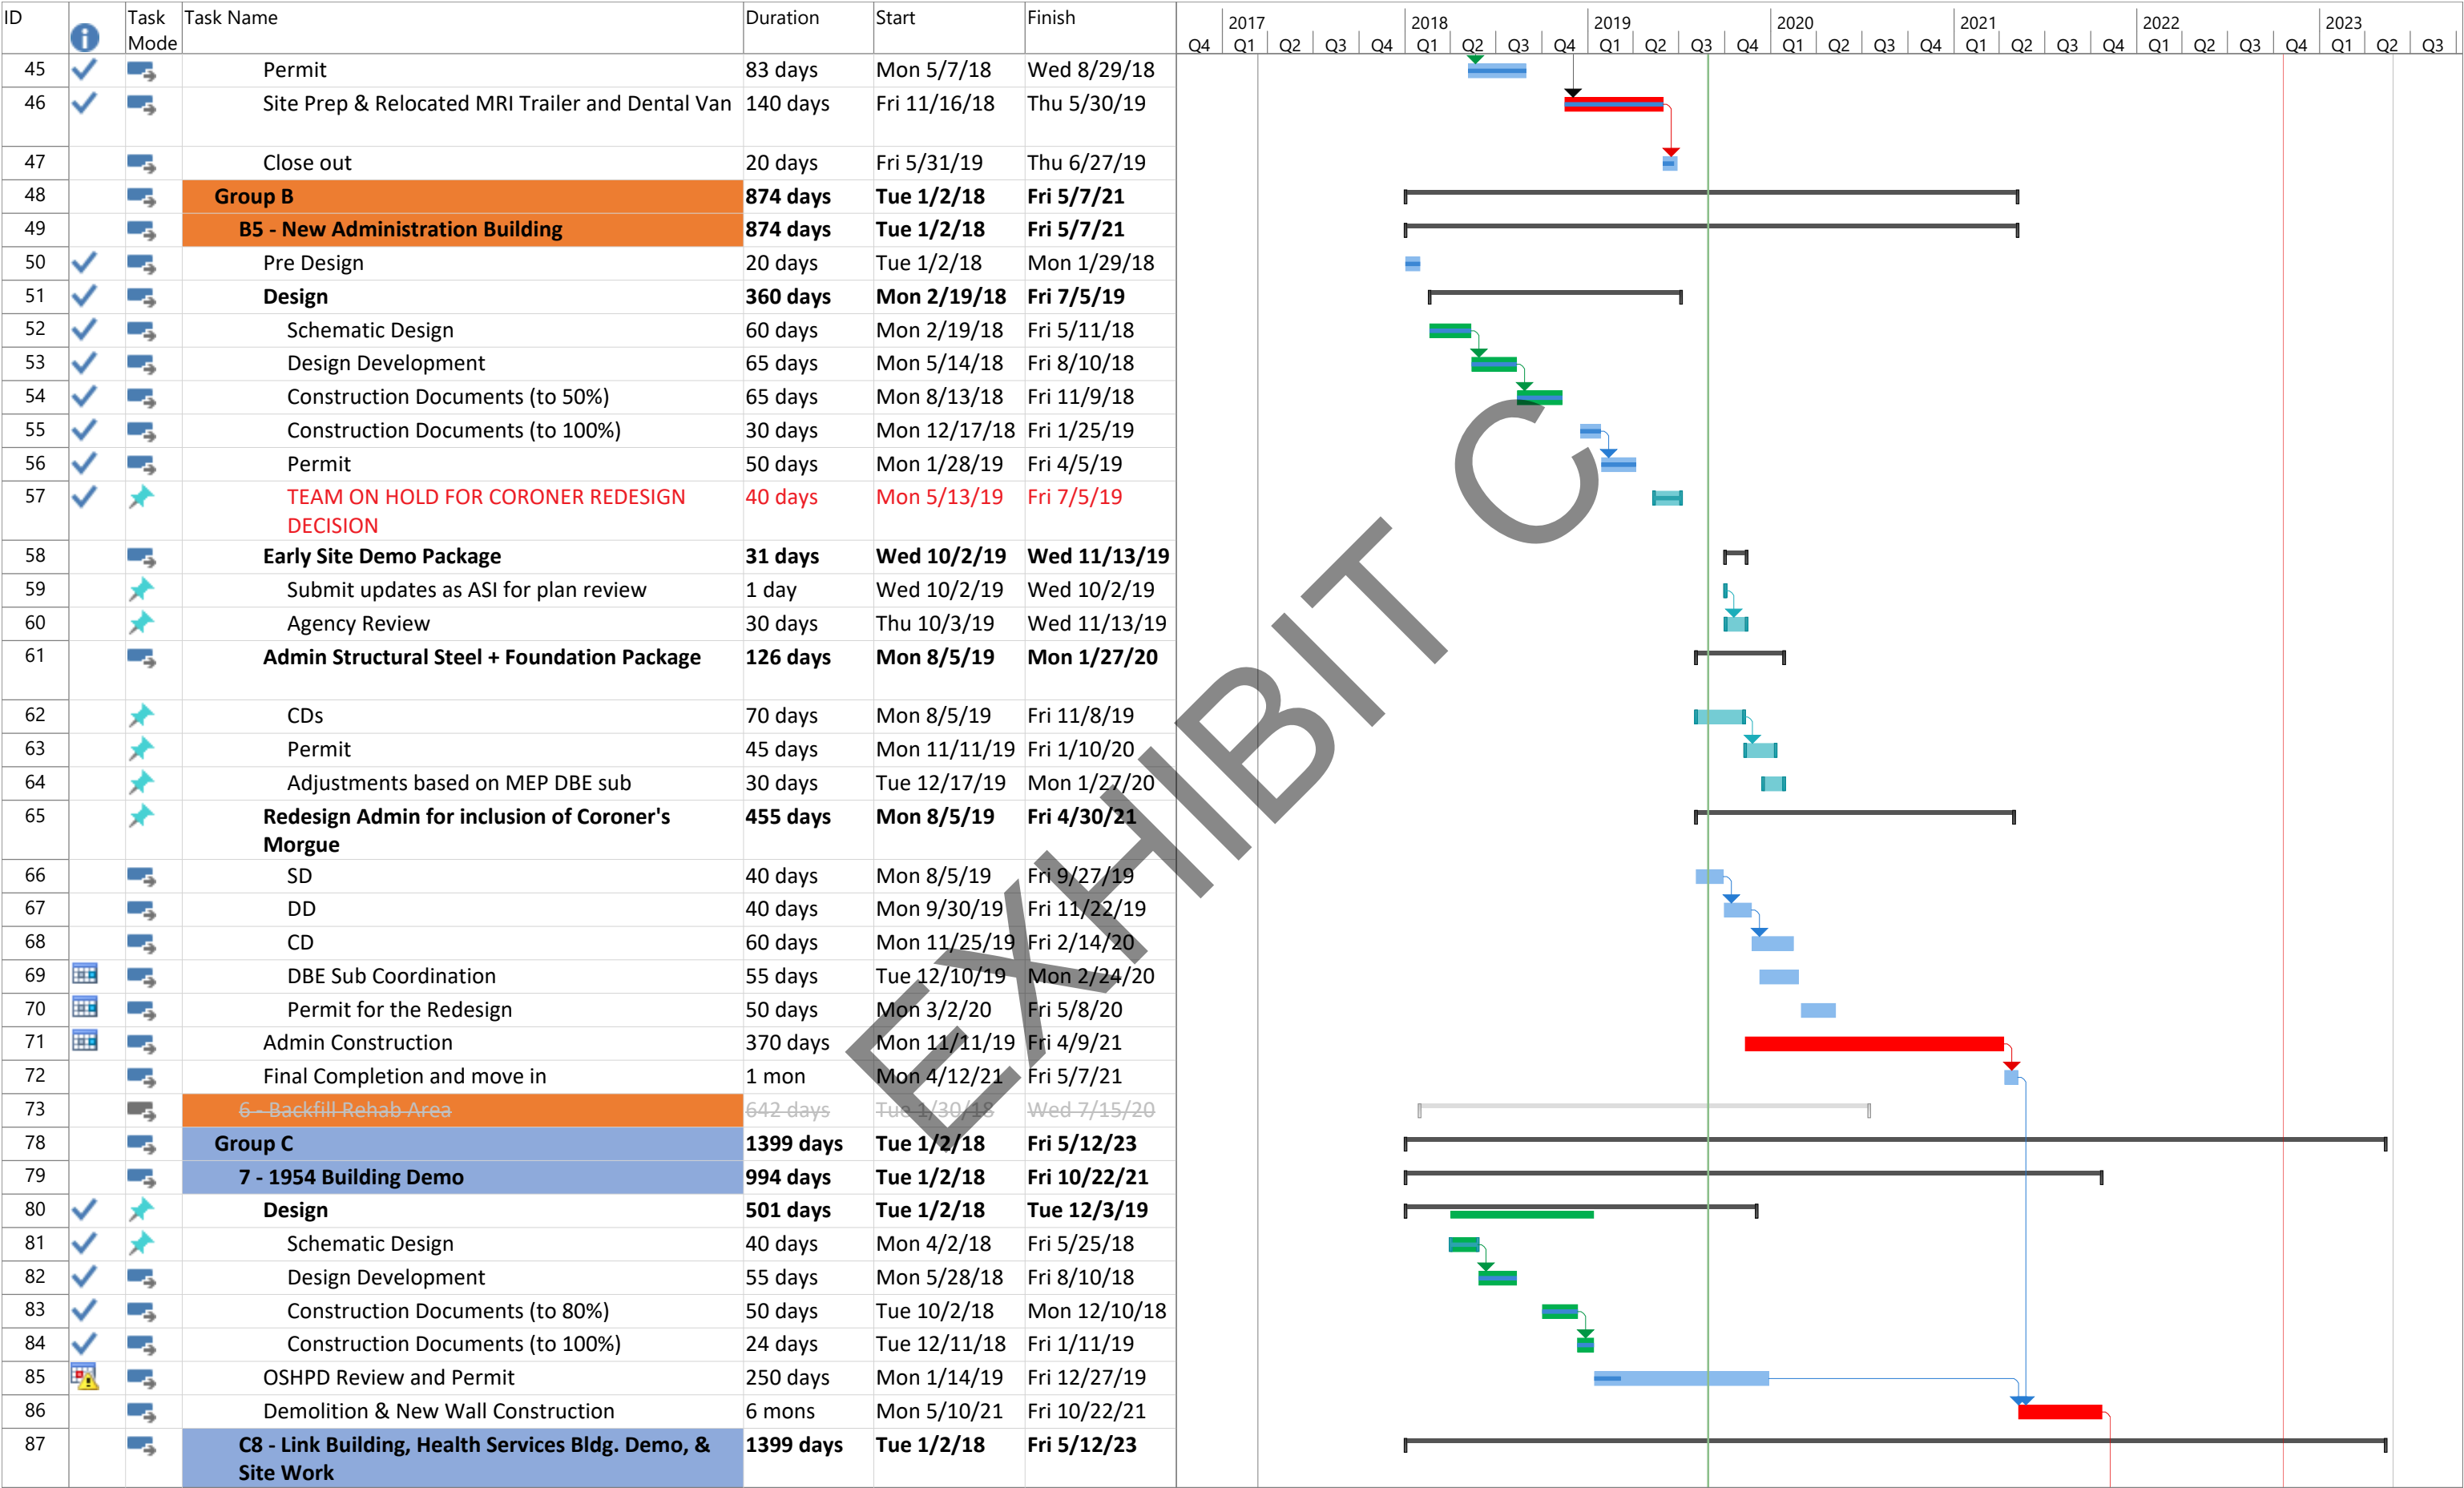 ID Task Mode Task Name Duration Start Finish
2017 2018 2019 2020 2021 2022 2023
Q4 Q1 Q2 Q3 Q4 Q1 Q2 Q3 Q4 Q1 Q2 Q3 Q4 Q1 Q2 Q3 Q4 Q1 Q2 Q3 Q4 Q1 Q2 Q3 Q4 Q1 Q2 Q3
45 Permit 83 days Mon 5/7/18 Wed 8/29/18
46 Site Prep & Relocated MRI Trailer and Dental Van 140 days Fri 11/16/18 Thu 5/30/19
47 Close out 20 days Fri 5/31/19 Thu 6/27/19
48 Group B 874 days Tue 1/2/18 Fri 5/7/21
49 B5 - New Administration Building 874 days Tue 1/2/18 Fri 5/7/21
50 Pre Design 20 days Tue 1/2/18 Mon 1/29/18
51 Design 360 days Mon 2/19/18 Fri 7/5/19
52 Schematic Design 60 days Mon 2/19/18 Fri 5/11/18
53 Design Development 65 days Mon 5/14/18 Fri 8/10/18
54 Construction Documents (to 50%) 65 days Mon 8/13/18 Fri 11/9/18
55 Construction Documents (to 100%) 30 days Mon 12/17/18 Fri 1/25/19
56 Permit 50 days Mon 1/28/19 Fri 4/5/19
57 TEAM ON HOLD FOR CORONER REDESIGN 40 days Mon 5/13/19 Fri 7/5/19
DECISION
58 Early Site Demo Package 31 days Wed 10/2/19 Wed 11/13/19
59 Submit updates as ASI for plan review 1 day Wed 10/2/19 Wed 10/2/19
60 Agency Review 30 days Thu 10/3/19 Wed 11/13/19
61 Admin Structural Steel + Foundation Package 126 days Mon 8/5/19 Mon 1/27/20
62 CDs 70 days Mon 8/5/19 Fri 11/8/19
63 Permit 45 days Mon 11/11/19 Fri 1/10/20
64 Adjustments based on MEP DBE sub 30 days Tue 12/17/19 Mon 1/27/20
65 Redesign Admin for inclusion of Coroner's 455 days Mon 8/5/19 Fri 4/30/21
Morgue
66 SD 40 days Mon 8/5/19 Fri 9/27/19
67 DD 40 days Mon 9/30/19 Fri 11/22/19
68 CD 60 days Mon 11/25/19 Fri 2/14/20
69 DBE Sub Coordination 55 days Tue 12/10/19 Mon 2/24/20
70 Permit for the Redesign 50 days Mon 3/2/20 Fri 5/8/20
71 Admin Construction 370 days Mon 11/11/19 Fri 4/9/21
72 Final Completion and move in 1 mon Mon 4/12/21 Fri 5/7/21
73 6 - Backfill Rehab Area 642 days Tue 1/30/18 Wed 7/15/20
78 Group C 1399 days Tue 1/2/18 Fri 5/12/23
79 7 - 1954 Building Demo 994 days Tue 1/2/18 Fri 10/22/21
80 Design 501 days Tue 1/2/18 Tue 12/3/19
81 Schematic Design 40 days Mon 4/2/18 Fri 5/25/18
82 Design Development 55 days Mon 5/28/18 Fri 8/10/18
83 Construction Documents (to 80%) 50 days Tue 10/2/18 Mon 12/10/18
84 Construction Documents (to 100%) 24 days Tue 12/11/18 Fri 1/11/19
85 OSHPD Review and Permit 250 days Mon 1/14/19 Fri 12/27/19
86 Demolition & New Wall Construction 6 mons Mon 5/10/21 Fri 10/22/21
87 C8 - Link Building, Health Services Bldg. Demo, & 1399 days Tue 1/2/18 Fri 5/12/23
Site Work
EXHIBIT C